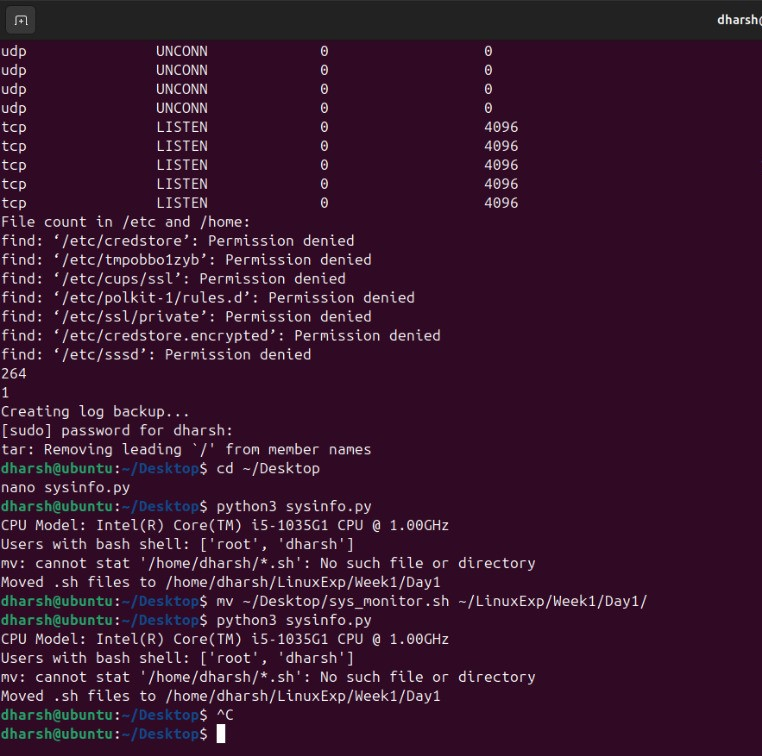 dharsh@
udp UNCONN 0 0
udp UNCONN 0 0
udp UNCONN 0 0
udp UNCONN 0 0
tcp LISTEN 0 4096
tcp LISTEN 0 4096
tcp LISTEN 0 4096
tcp LISTEN 0 4096
tcp LISTEN 0 4096
File count in /etc and /home:
find: ‘/etc/credstore’: Permission denied
find: ‘/etc/tmpobbo1zyb’: Permission denied
find: ‘/etc/cups/ssl’: Permission denied
find: ‘/etc/polkit-1/rules.d’: Permission denied
find: ‘/etc/ssl/private’: Permission denied
find: ‘/etc/credstore.encrypted’: Permission denied
find: ‘/etc/sssd’: Permission denied
264
1
Creating log backup...
[sudo] password for dharsh:
tar: Removing leading `/' from member names
dharsh@ubuntu:~/Desktop$ cd ~/Desktop
nano sysinfo.py
dharsh@ubuntu:~/Desktop$ python3 sysinfo.py
CPU Model: Intel(R) Core(TM) i5-1035G1 CPU @ 1.00GHz
Users with bash shell: ['root', 'dharsh']
mv: cannot stat '/home/dharsh/*.sh': No such file or directory
Moved .sh files to /home/dharsh/LinuxExp/Week1/Day1
dharsh@ubuntu:~/Desktop$ mv ~/Desktop/sys_monitor.sh ~/LinuxExp/Week1/Day1/
dharsh@ubuntu:~/Desktop$ python3 sysinfo.py
CPU Model: Intel(R) Core(TM) i5-1035G1 CPU @ 1.00GHz
Users with bash shell: ['root', 'dharsh']
mv: cannot stat '/home/dharsh/*.sh': No such file or directory
Moved .sh files to /home/dharsh/LinuxExp/Week1/Day1
dharsh@ubuntu:~/Desktop$ ^C
dharsh@ubuntu:~/Desktop$